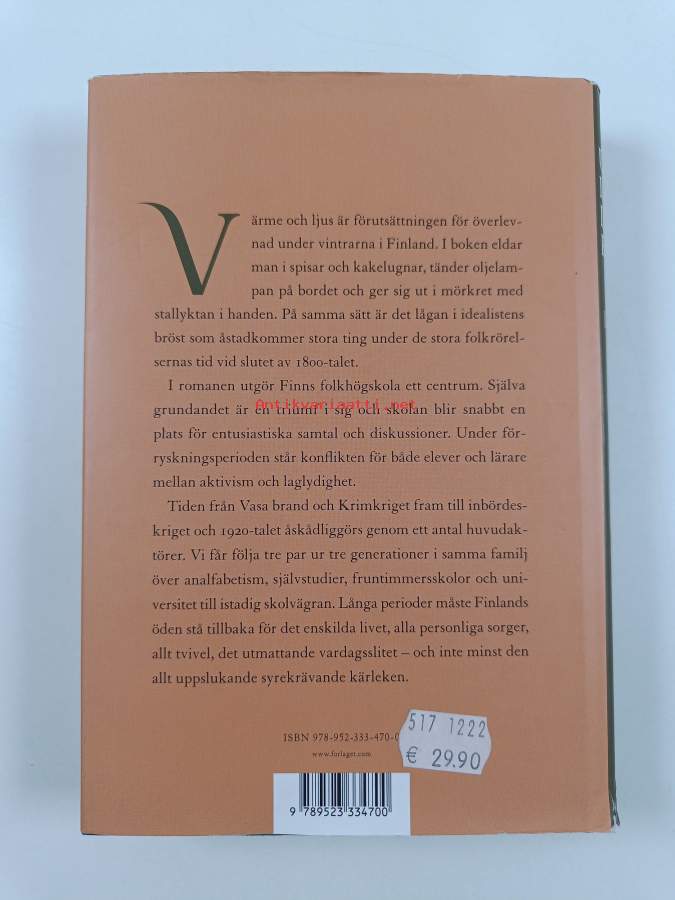 Värme och ljus är förutsättningen för överlev-
nad under vintrarna i Finland. I boken eldar
man i spisar och kakelugnar, tänder oljelam-
pan på bordet och ger sig ut i mörkret med
stallyktan i handen. På samma sätt är det lågan i idealistens
bröst som åstadkommer stora ting under de stora folkrörel-
sernas tid vid slutet av 1800-talet.
I romanen utgör Finns folkhögskola ett centrum. Själva
Antikvariaatti.net
grundandet är en triumf i sig och skolan blir snabbt en
plats för entusiastiska samtal och diskussioner. Under för-
ryskningsperioden står konflikten för både elever och lärare
mellan aktivism och laglydighet.
Tiden från Vasa brand och Krimkriget fram till inbördes-
kriget och 1920-talet åskådliggörs genom ett antal huvudak-
törer. Vi får följa tre par ur tre generationer i samma familj
över analfabetism, självstudier, fruntimmersskolor och uni-
versitet till istadig skolvägran. Långa perioder måste Finlands
öden stå tillbaka för det enskilda livet, alla personliga sorger,
allt tvivel, det utmattande vardagsslitet – och inte minst den
allt uppslukande syrekrävande kärleken.
ISBN 978-952-333-470-0
www.forlaget.com
517 1222
€ 29.90
9 789523 334700